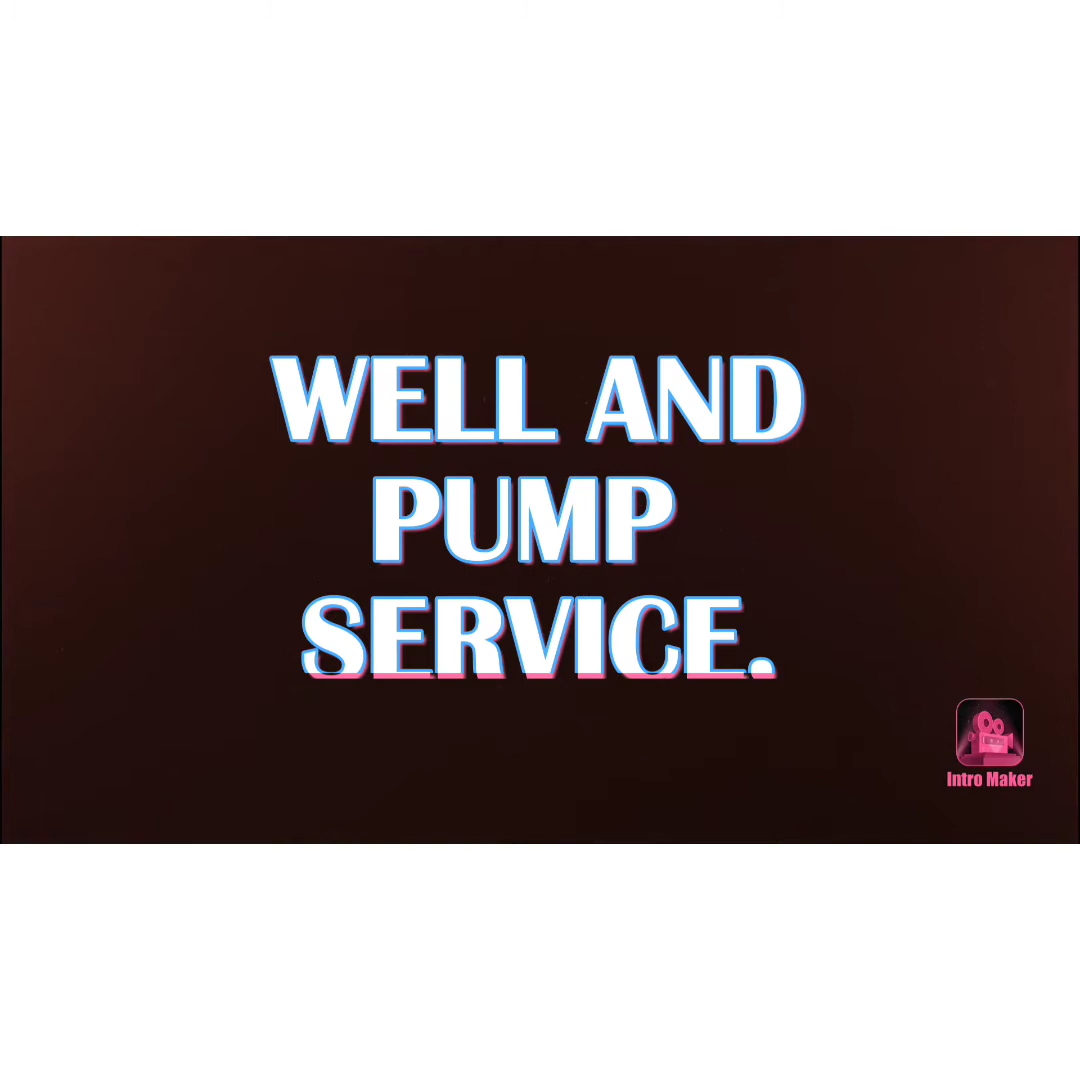 WELL AND
PUMP
SERVICE.
Intro Maker